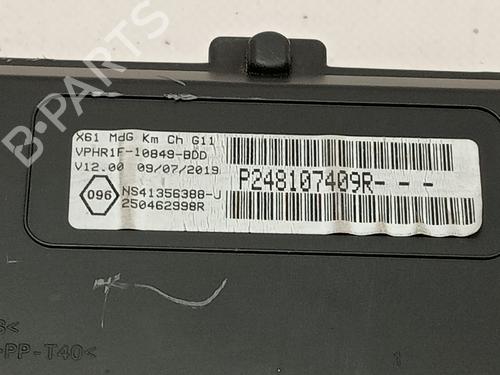 X61 MdG Km Ch G11
VPHR1F-10849-BDD
V12.00 09/07/2019
096
NS41356388-J
250462998R
P248107409R- - -
B-PARTS
S<
-PP-T40<
1